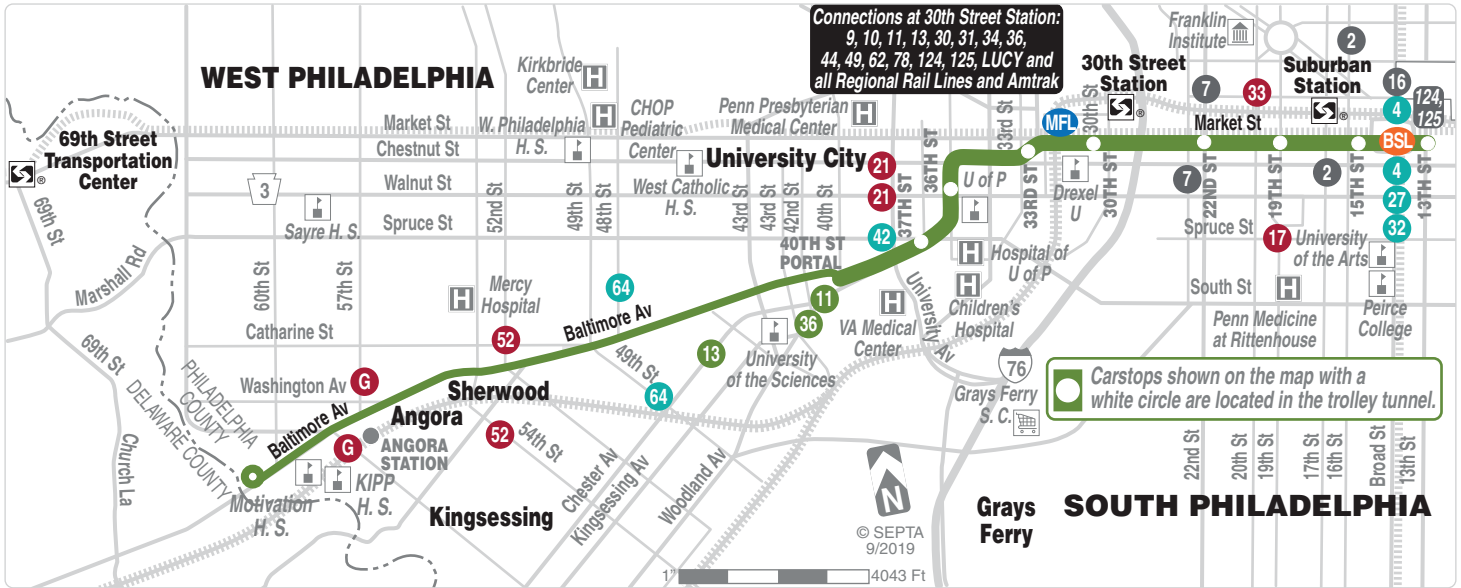 Connections at 30th Street Station:
9, 10, 11, 13, 30, 31, 34, 36,
44, 49, 62, 78, 124, 125, LUCY and
all Regional Rail Lines and Amtrak
Franklin
Institute
2
WEST PHILADELPHIA
Kirkbride
Center
H
30th Street
Station
S
®
7
33
Suburban
Station
S
®
16
4
124,
125
69th Street
Transportation
Center
S
®
Market St
Chestnut St
Walnut St
Spruce St
W. Philadelphia
H. S.
H
CHOP
Pediatric
Center
Penn Presbyterian
Medical Center
H
33rd St
MFL
30th St
Market St
BSL
University City
21
21
42
West Catholic
H. S.
3
Sayre H. S.
52nd St
49th St
48th St
43rd St
43rd St
42nd St
40th St
37TH ST
36TH ST
U of P
33RD ST
Drexel
U
30TH ST
7
22ND ST
19TH ST
2
15TH ST
4
27
32
13TH ST
69th St
Marshall Rd
60th St
57th St
40TH ST
PORTAL
Hospital of
U of P
H
Spruce St
17
University
of the Arts
H
Mercy
Hospital
64
11
36
13
H
VA Medical
Center
University Av
H
Children's
Hospital
South St
H
Penn Medicine
at Rittenhouse
Peirce
College
Catharine St
52
Baltimore Av
49th St
64
University
of the Sciences
76
Grays Ferry
S. C.
Carstops shown on the map with a
white circle are located in the trolley tunnel.
69th St
PHILADELPHIA
COUNTY
DELAWARE COUNTY
Washington Av
G
Baltimore Av
Sherwood
Angora
G
ANGORA
STATION
52
54th St
Church La
Motivation
H. S.
KIPP
H. S.
Kingsessing
Chester Av
Kingsessing Av
Woodland Av
N
© SEPTA
9/2019
Grays
Ferry
22nd St
20th St
19th St
17th St
16th St
Broad St
13th St
SOUTH PHILADELPHIA
1"
4043 Ft